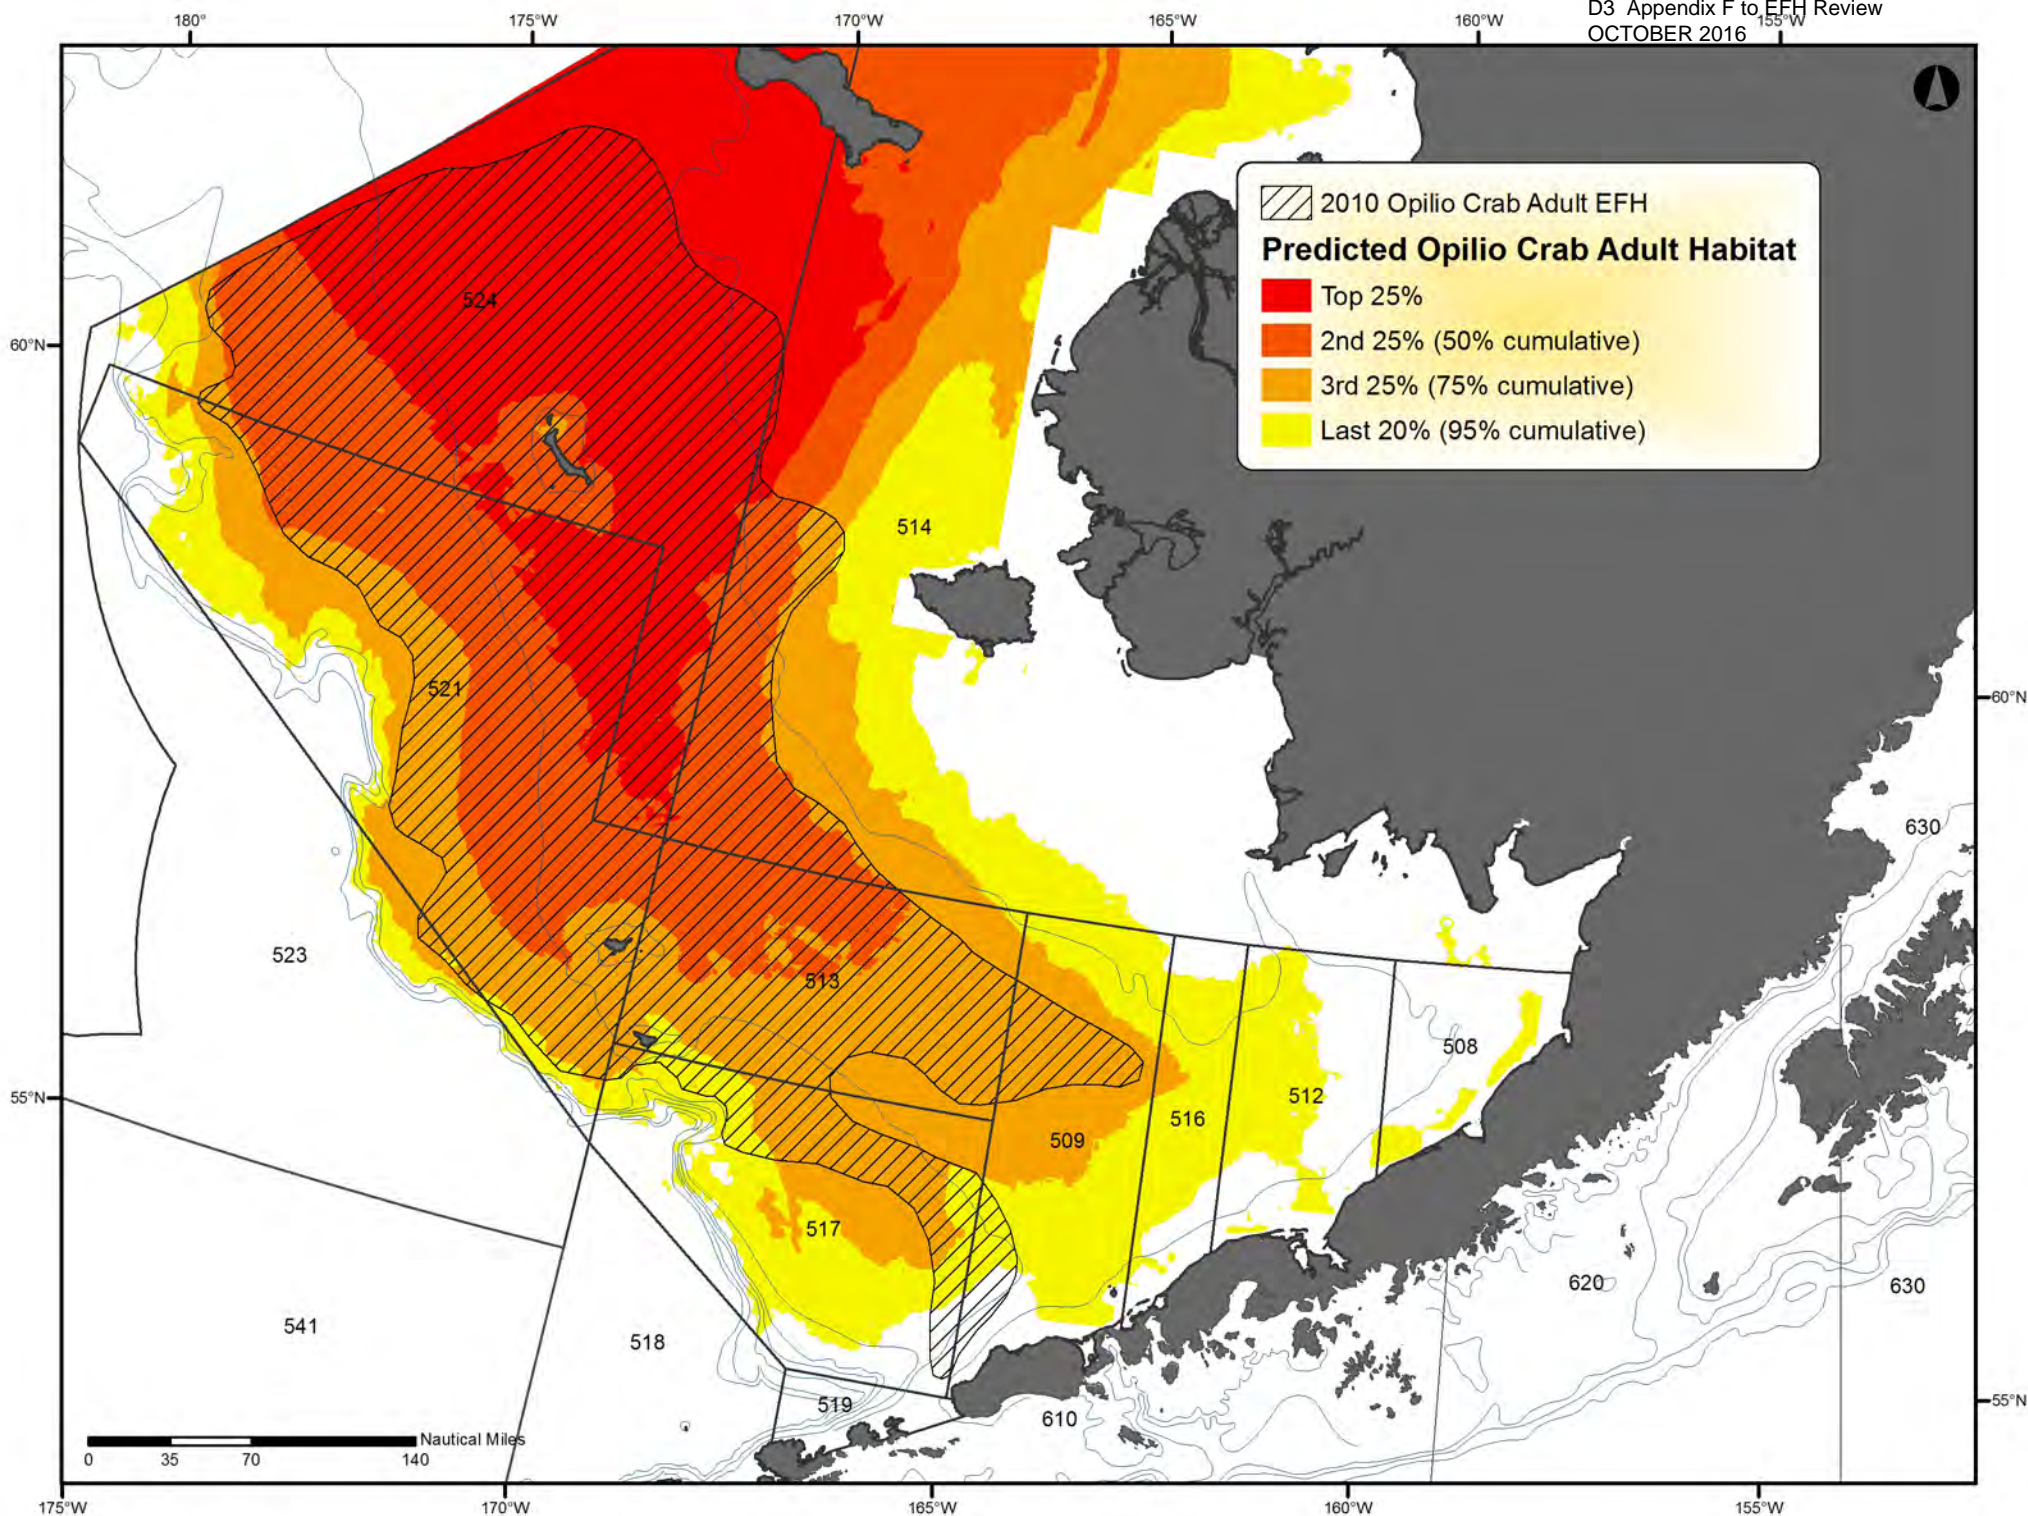 D3 Appendix F to EFH Review
OCTOBER 2016
180°
175°W
170°W
165°W
160°W
155°W
2010 Opilio Crab Adult EFH
Predicted Opilio Crab Adult Habitat
Top 25%
2nd 25% (50% cumulative)
3rd 25% (75% cumulative)
Last 20% (95% cumulative)
524
60°N
514
521
60°N
630
523
513
508
55°N
512
516
509
517
620
630
541
518
55°N
519
610
Nautical Miles
0 35 70 140
175°W
170°W
165°W
160°W
155°W